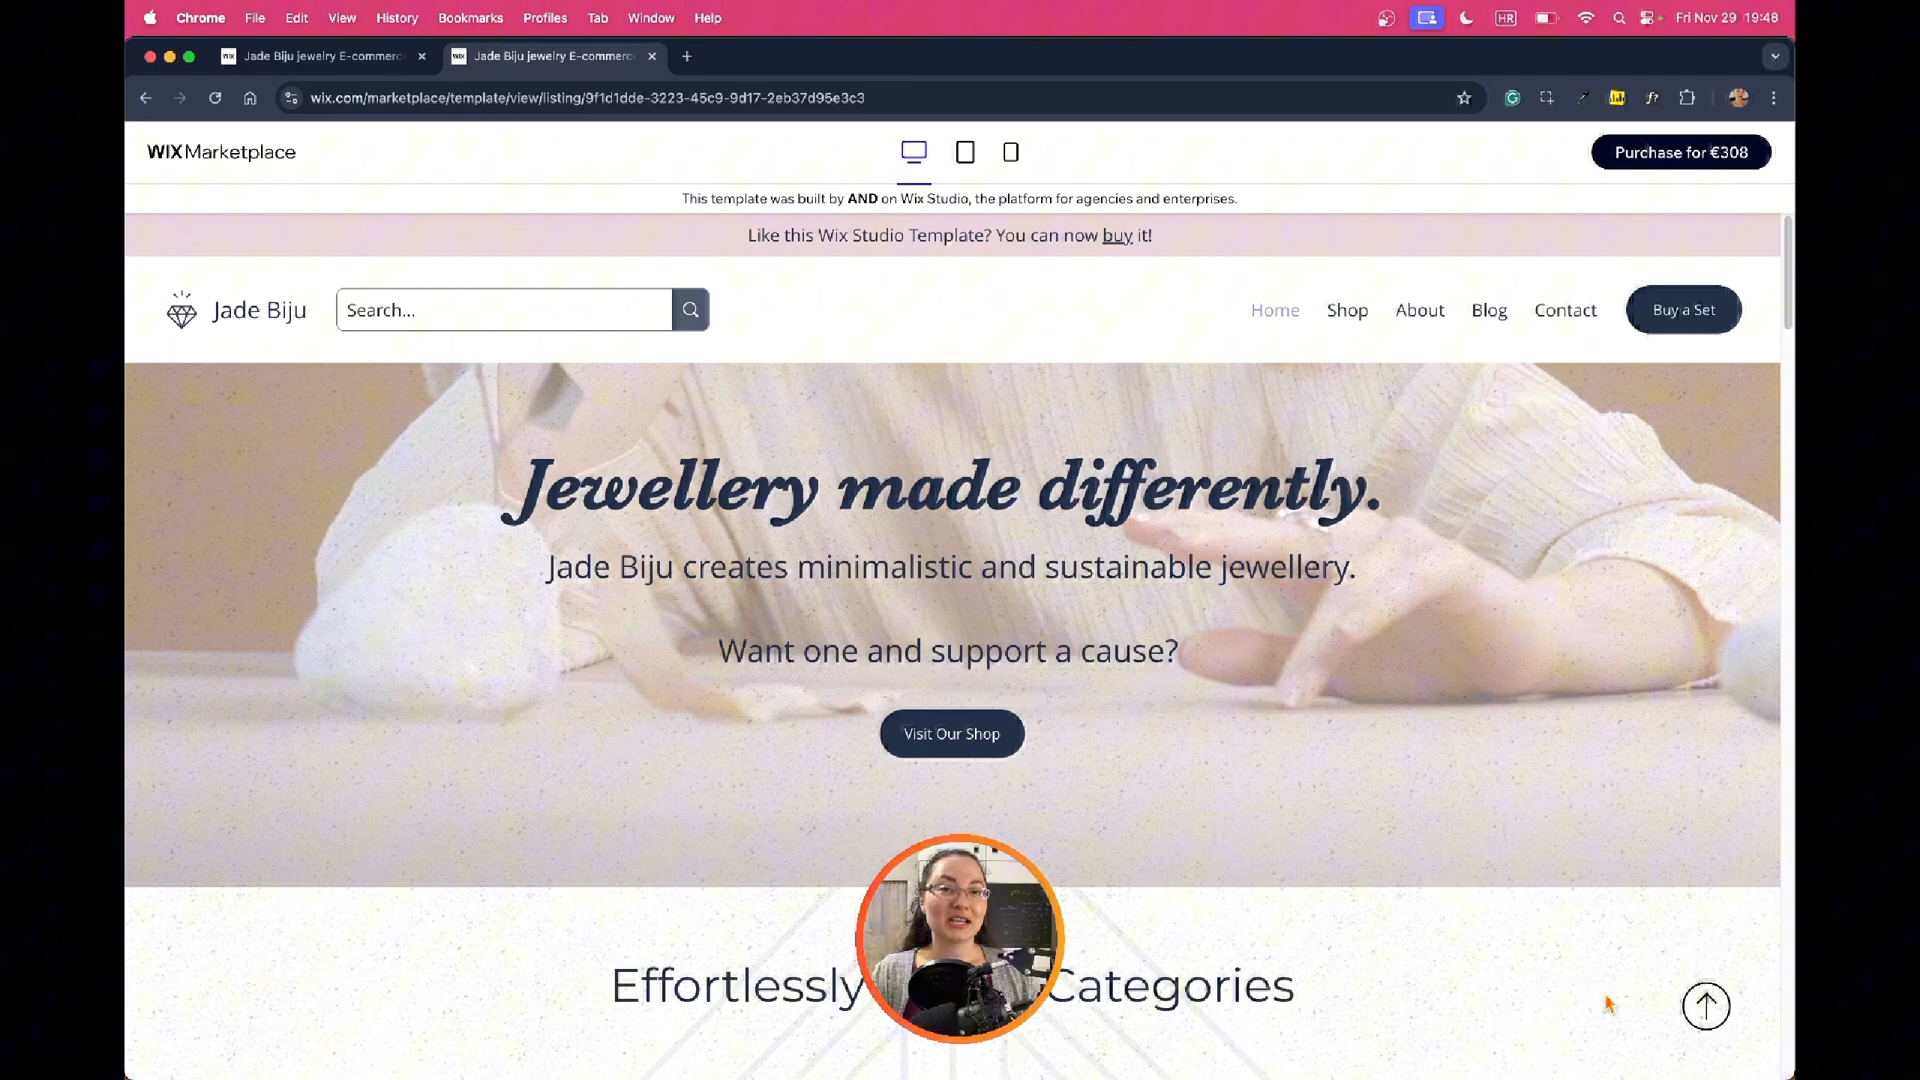 Chrome File Edit View History Bookmarks Profiles Tab Window Help HR Fri Nov 29 19:48
WIX Jade Biju jewelry E-commerc WIX Jade Biju jewelry E-commerc
wix.com/marketplace/template/view/listing/9f1d1dde-3223-45c9-9d17-2eb37d95e3c3
WIX Marketplace Purchase for €308
This template was built by AND on Wix Studio, the platform for agencies and enterprises.
Like this Wix Studio Template? You can now buy it!
Jade Biju Search... Home Shop About Blog Contact Buy a Set
Jewellery made differently.
Jade Biju creates minimalistic and sustainable jewellery.
Want one and support a cause?
Visit Our Shop
Effortlessly Categories